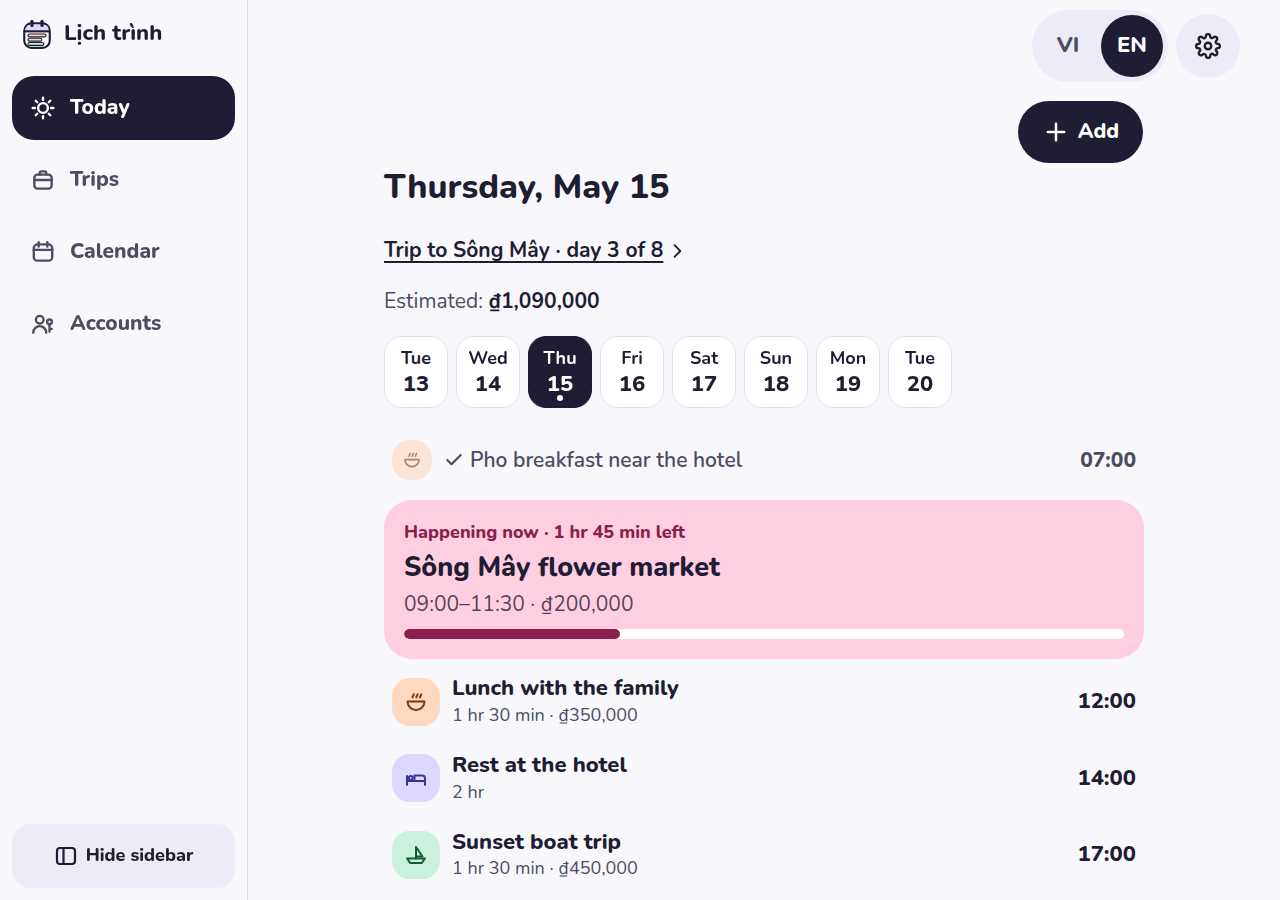 Lịch trình
VI
EN
Today
Trips
Calendar
Accounts
Hide sidebar
Add
Thursday, May 15
Trip to Sông Mây · day 3 of 8
Estimated: ₫1,090,000
Tue
13
Wed
14
Thu
15
Fri
16
Sat
17
Sun
18
Mon
19
Tue
20
Pho breakfast near the hotel
07:00
Happening now · 1 hr 45 min left
Sông Mây flower market
09:00–11:30 · ₫200,000
Lunch with the family
1 hr 30 min · ₫350,000
12:00
Rest at the hotel
2 hr
14:00
Sunset boat trip
1 hr 30 min · ₫450,000
17:00